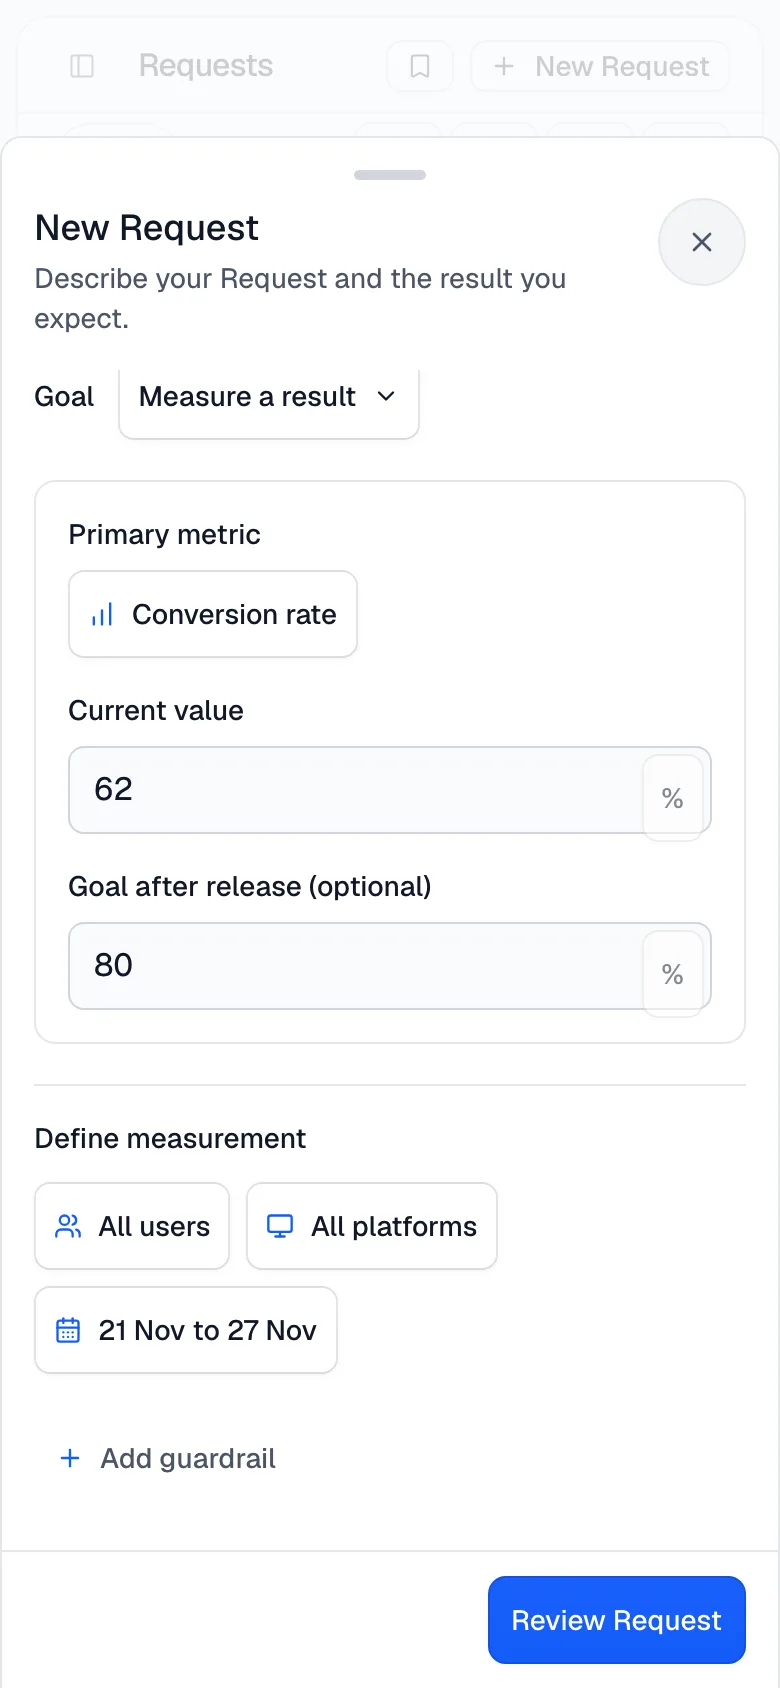 Requests
New Request
New Request
Describe your Request and the result you
expect.
Goal
Measure a result
Primary metric
Conversion rate
Current value
62
%
Goal after release (optional)
80
%
Define measurement
All users
All platforms
21 Nov to 27 Nov
Add guardrail
Review Request